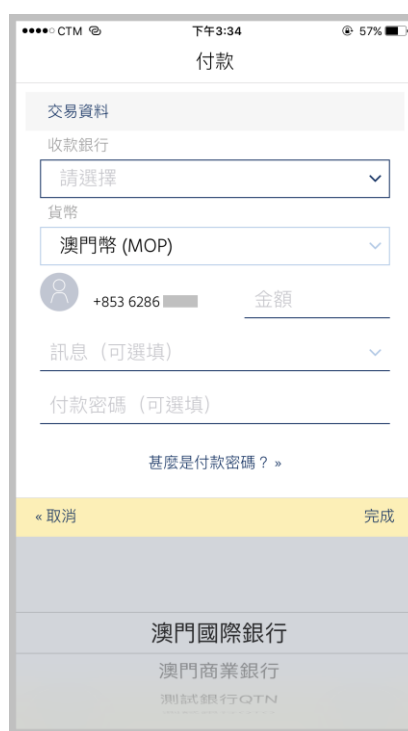 CTM 下午3:34 57%
付款
交易資料
收款銀行
請選擇
貨幣
澳門幣 (MOP)
+853 6286 金額
訊息（可選填）
付款密碼（可選填）
甚麼是付款密碼？»
«取消 完成
澳門國際銀行
澳門商業銀行
測試銀行QTN